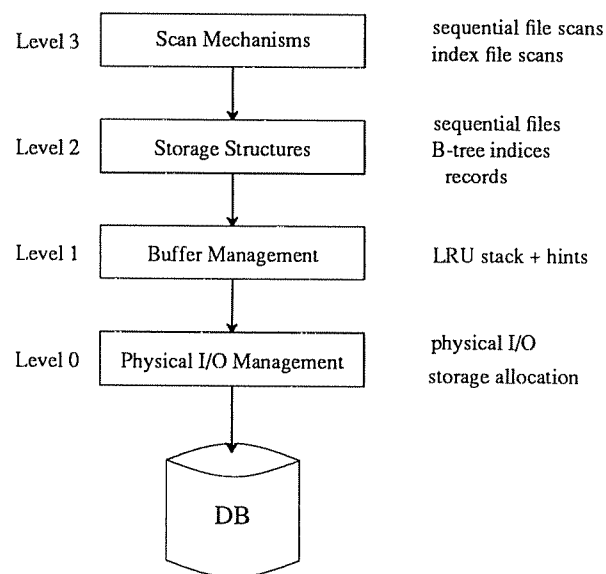 Level 3
Scan Mechanisms
sequential file scans
index file scans
Level 2
Storage Structures
sequential files
B-tree indices
records
Level 1
Buffer Management
LRU stack + hints
Level 0
Physical I/O Management
physical I/O
storage allocation
DB